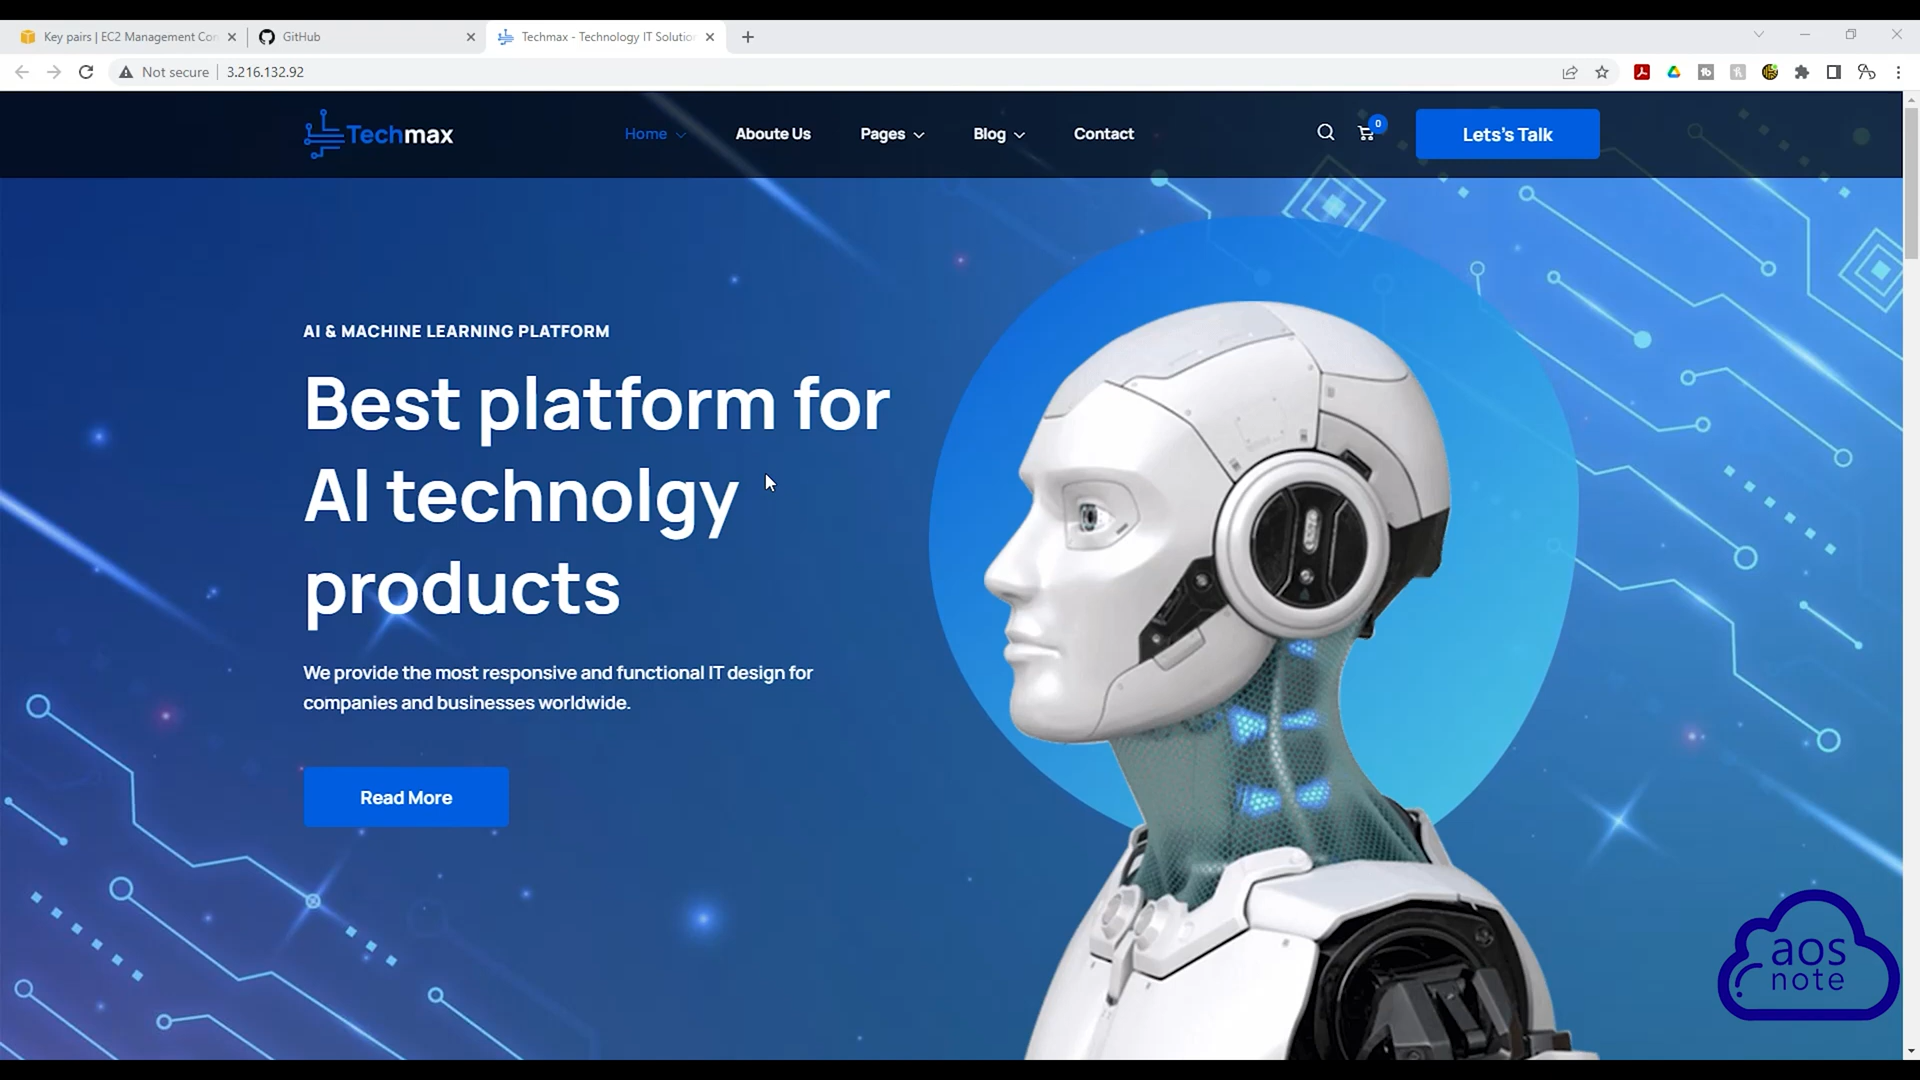 Key pairs | EC2 Management Con
GitHub
Techmax - Technology IT Solution
Not secure
3.216.132.92
Techmax
Home
Aboute Us
Pages
Blog
Contact
0
Lets's Talk
AI & MACHINE LEARNING PLATFORM
Best platform for
AI technolgy
products
We provide the most responsive and functional IT design for
companies and businesses worldwide.
Read More
aos
note